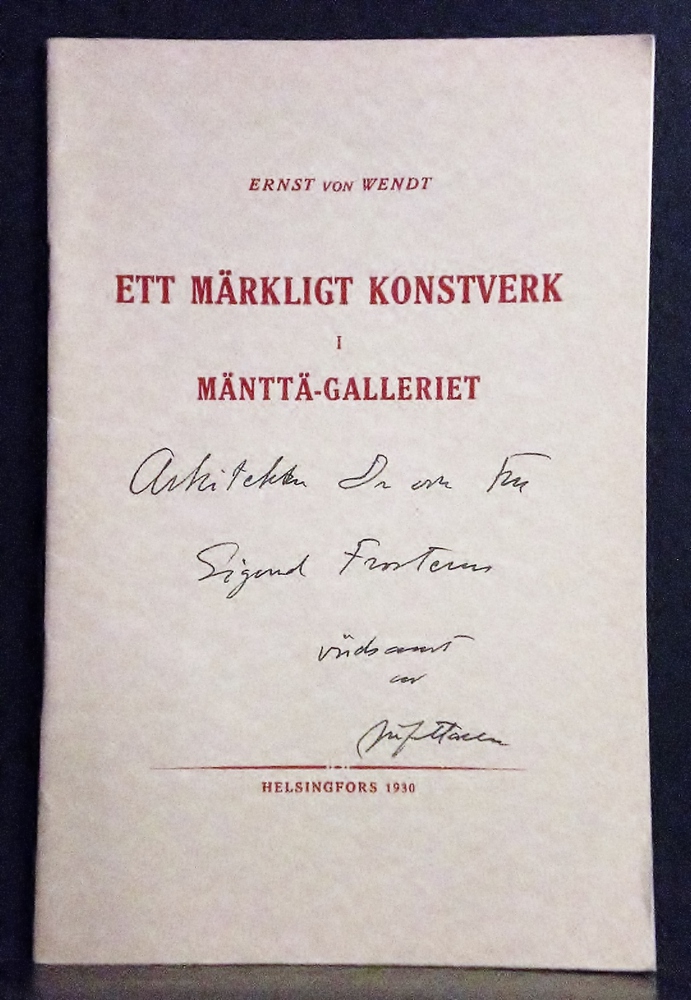 ERNST VON WENDT
ETT MÄRKLIGT KONSTVERK
I
MÄNTTÄ-GALLERIET
Arkitekten Dr och Fru
Sigurd Frosterus
vördsamt
av
HELSINGFORS 1930